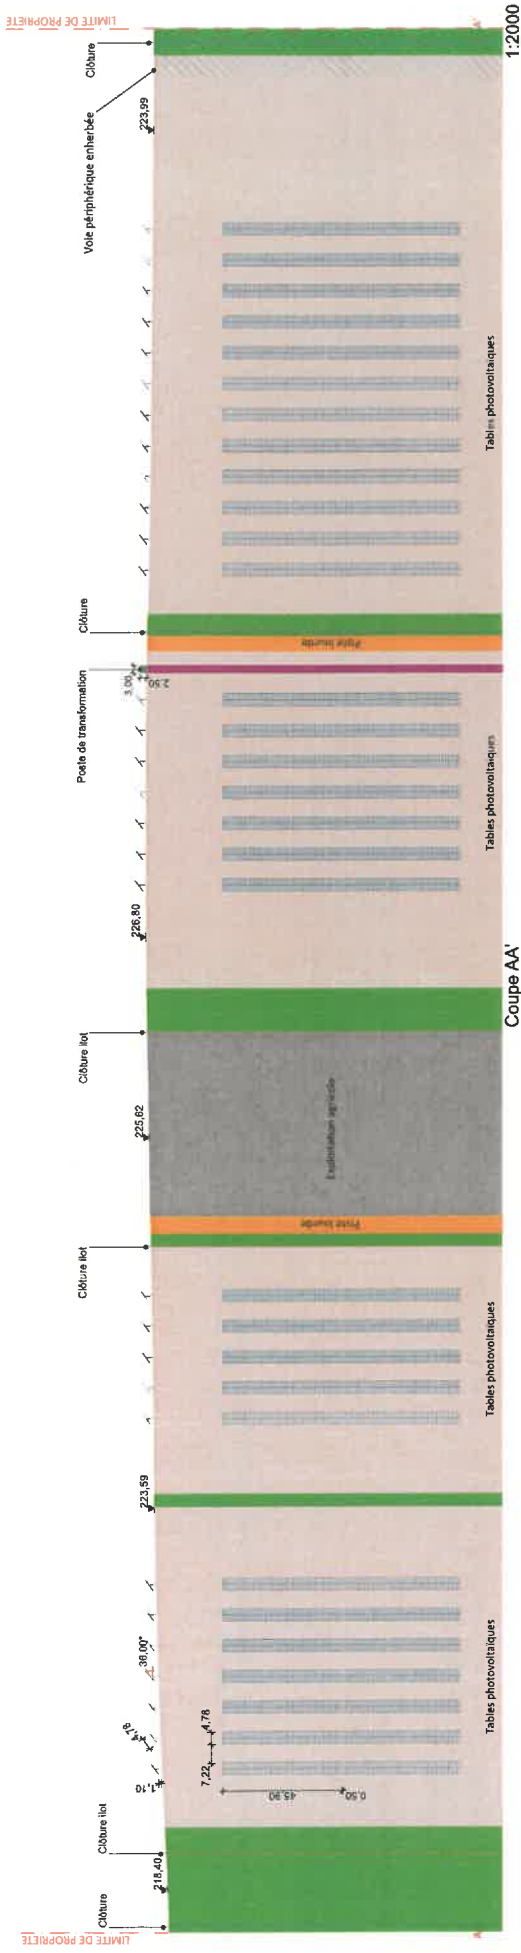 LIMITE DE PROPRIETE
Clôture
Clôture ilot
218,40
1,10
4,78
36,00°
7,22
4,78
45.90
0.50
Tables photovoltaïques
223,59
Tables photovoltaïques
Clôture ilot
Piste lourde
225,62
Exploitation agricole
Clôture ilot
226,80
Tables photovoltaïques
Poste de transformation
3,00
2.50
Piste lourde
Clôture
Tables photovoltaïques
223,99
Voie périphérique enherbée
Clôture
LIMITE DE PROPRIETE
Coupe AA'
1:2000